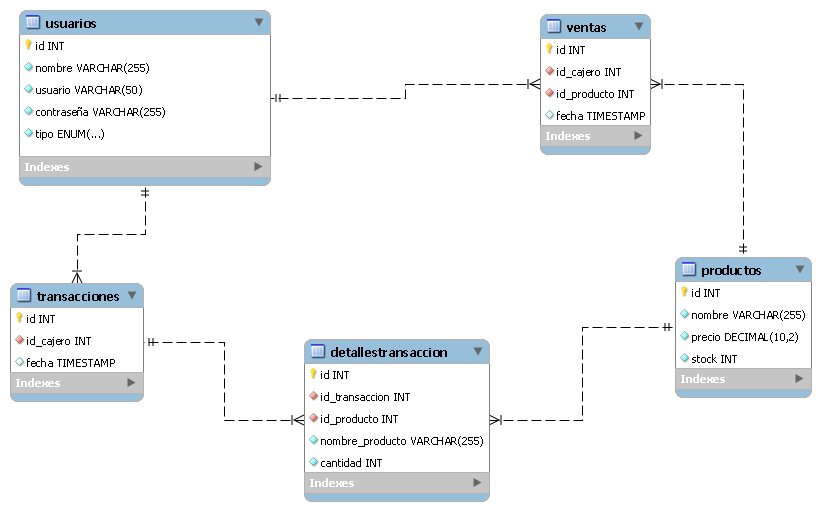 usuarios
id INT
nombre VARCHAR(255)
usuario VARCHAR(50)
contraseña VARCHAR(255)
tipo ENUM(...)
Indexes
ventas
id INT
id_cajero INT
id_producto INT
fecha TIMESTAMP
Indexes
transacciones
id INT
id_cajero INT
fecha TIMESTAMP
Indexes
detallestransaccion
id INT
id_transaccion INT
id_producto INT
nombre_producto VARCHAR(255)
cantidad INT
Indexes
productos
id INT
nombre VARCHAR(255)
precio DECIMAL(10,2)
stock INT
Indexes